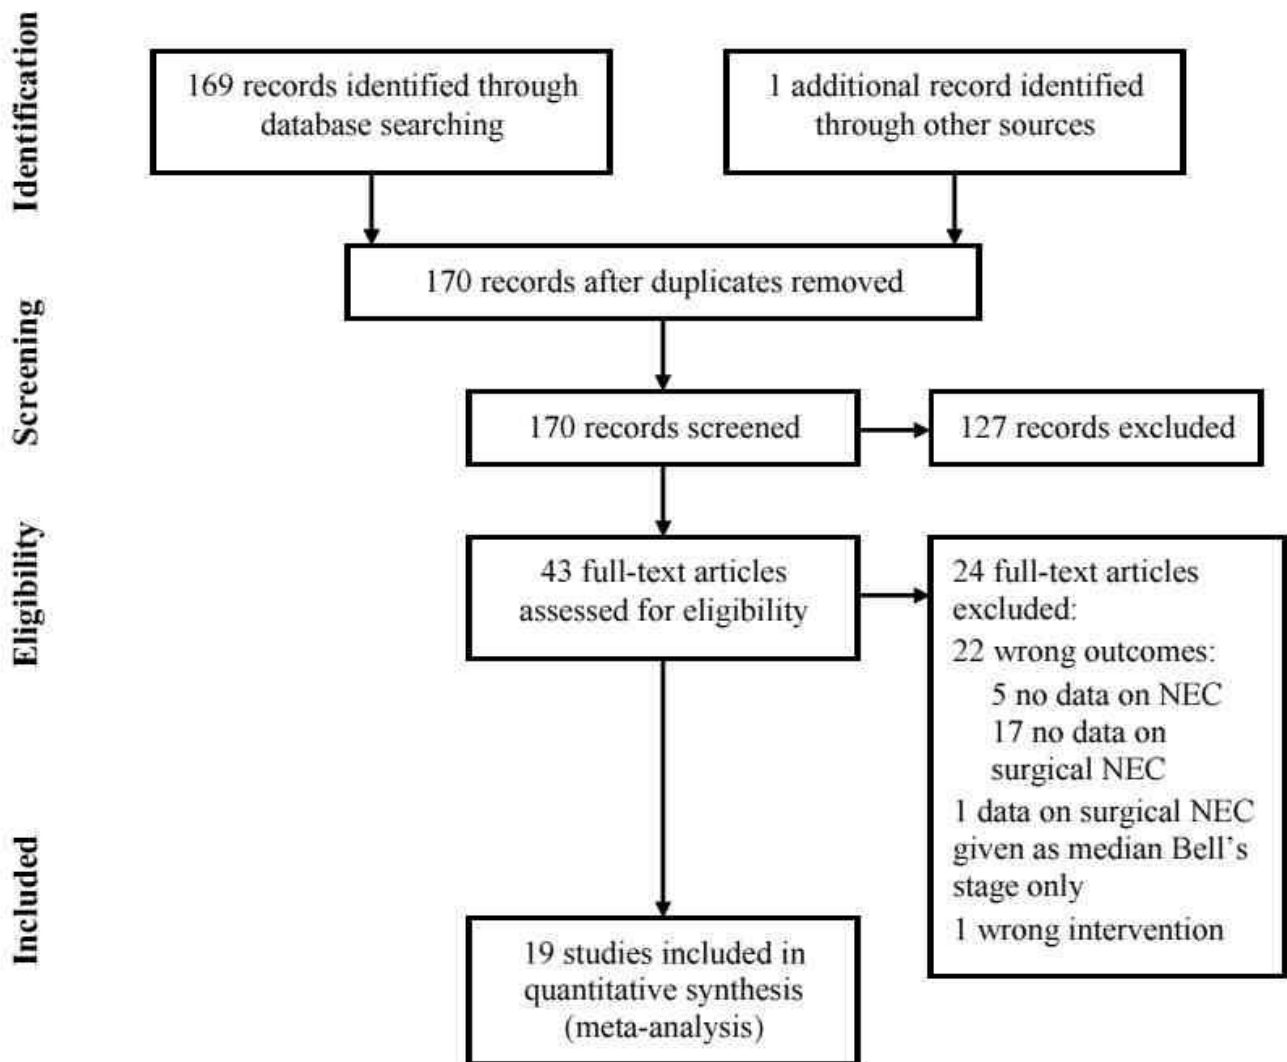 Identification
169 records identified through
database searching
1 additional record identified
through other sources
170 records after duplicates removed
Screening
170 records screened
127 records excluded
Eligibility
43 full-text articles
assessed for eligibility
24 full-text articles
excluded:
22 wrong outcomes:
5 no data on NEC
17 no data on
surgical NEC
1 data on surgical NEC
given as median Bell’s
stage only
1 wrong intervention
Included
19 studies included in
quantitative synthesis
(meta-analysis)